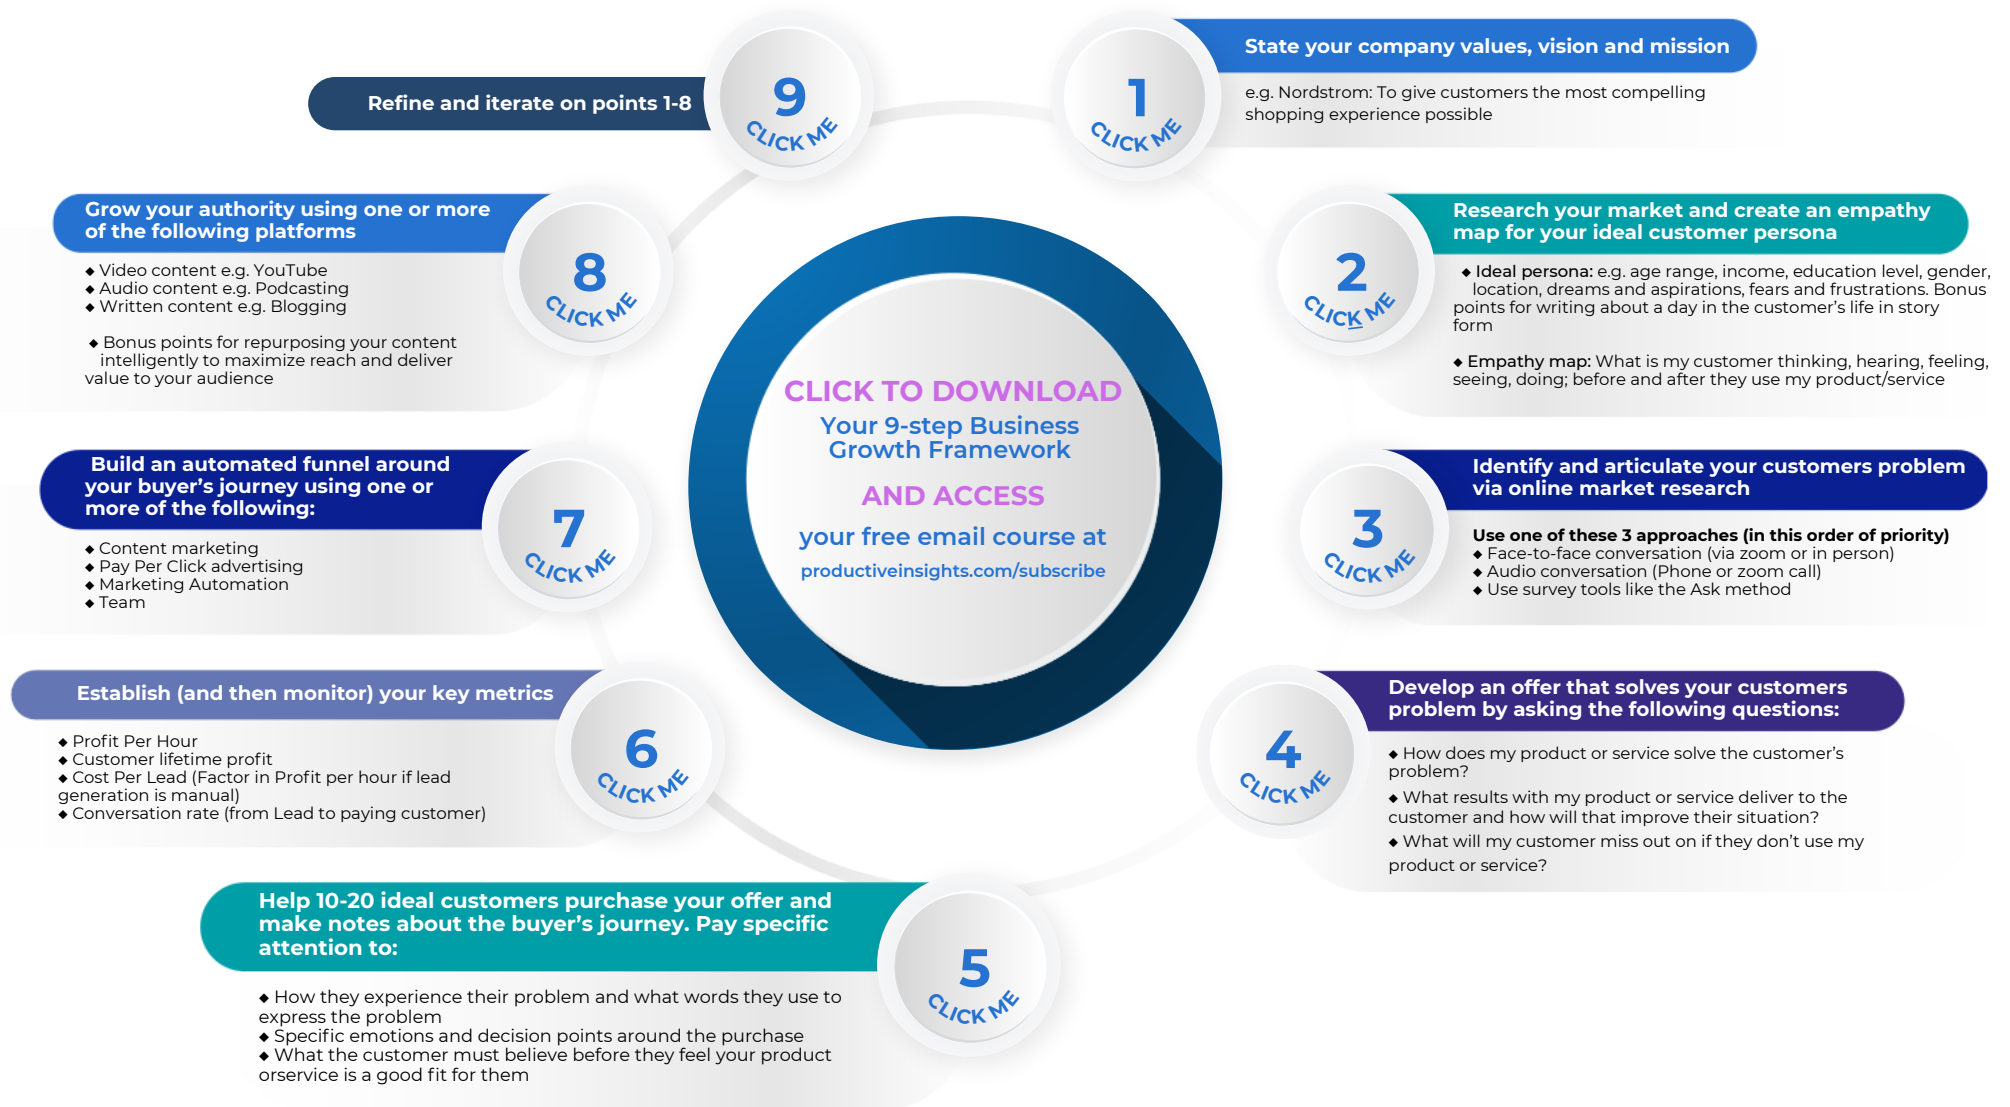 1
CLICK ME
State your company values, vision and mission
e.g. Nordstrom: To give customers the most compelling
shopping experience possible
2
CLICK ME
Research your market and create an empathy
map for your ideal customer persona
◆ Ideal persona: e.g. age range, income, education level, gender,
location, dreams and aspirations, fears and frustrations. Bonus
points for writing about a day in the customer's life in story
form
◆ Empathy map: What is my customer thinking, hearing, feeling,
seeing, doing; before and after they use my product/service
3
CLICK ME
Identify and articulate your customers problem
via online market research
Use one of these 3 approaches (in this order of priority)
◆ Face-to-face conversation (via zoom or in person)
◆ Audio conversation (Phone or zoom call)
◆ Use survey tools like the Ask method
4
CLICK ME
Develop an offer that solves your customers
problem by asking the following questions:
◆ How does my product or service solve the customer's
problem?
◆ What results with my product or service deliver to the
customer and how will that improve their situation?
◆ What will my customer miss out on if they don't use my
product or service?
5
CLICK ME
Help 10-20 ideal customers purchase your offer and
make notes about the buyer's journey. Pay specific
attention to:
◆ How they experience their problem and what words they use to
express the problem
◆ Specific emotions and decision points around the purchase
◆ What the customer must believe before they feel your product
orservice is a good fit for them
6
CLICK ME
Establish (and then monitor) your key metrics
◆ Profit Per Hour
◆ Customer lifetime profit
◆ Cost Per Lead (Factor in Profit per hour if lead
generation is manual)
◆ Conversation rate (from Lead to paying customer)
7
CLICK ME
Build an automated funnel around
your buyer's journey using one or
more of the following:
◆ Content marketing
◆ Pay Per Click advertising
◆ Marketing Automation
◆ Team
8
CLICK ME
Grow your authority using one or more
of the following platforms
◆ Video content e.g. YouTube
◆ Audio content e.g. Podcasting
◆ Written content e.g. Blogging
◆ Bonus points for repurposing your content
intelligently to maximize reach and deliver
value to your audience
9
CLICK ME
Refine and iterate on points 1-8
CLICK TO DOWNLOAD
Your 9-step Business
Growth Framework
AND ACCESS
your free email course at
productiveinsights.com/subscribe